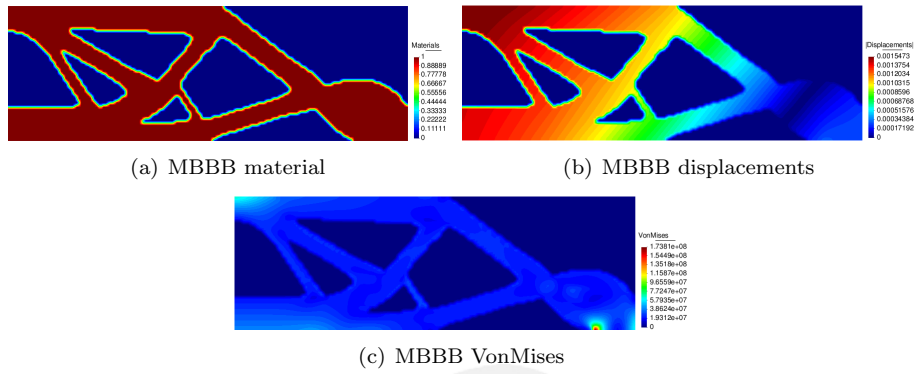 Materials
1
0.88889
0.77778
0.66667
0.55556
0.44444
0.33333
0.22222
0.11111
0
|Displacements|
0.0015473
0.0013754
0.0012034
0.0010315
0.0008596
0.00068768
0.00051576
0.00034384
0.00017192
0
(a) MBBB material
(b) MBBB displacements
VonMises
1.7381e+08
1.5449e+08
1.3518e+08
1.1587e+08
9.6559e+07
7.7247e+07
5.7935e+07
3.8624e+07
1.9312e+07
0
(c) MBBB VonMises